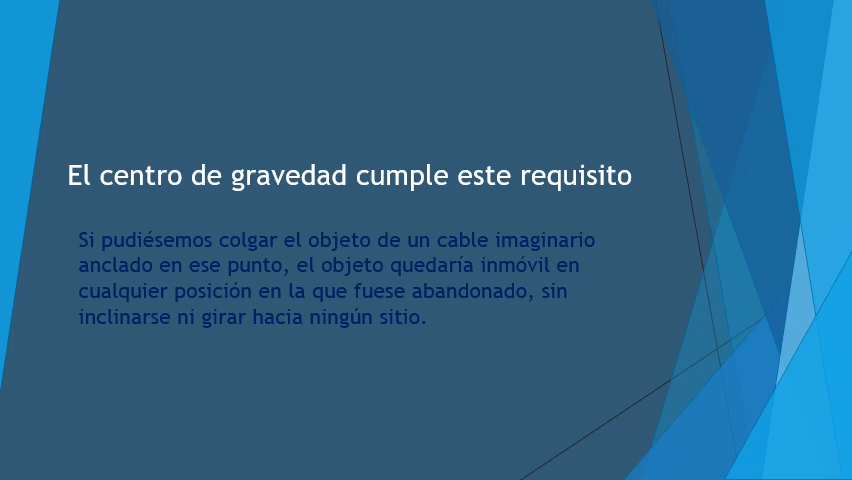 El centro de gravedad cumple este requisito
Si pudiésemos colgar el objeto de un cable imaginario
anclado en ese punto, el objeto quedaría inmóvil en
cualquier posición en la que fuese abandonado, sin
inclinarse ni girar hacia ningún sitio.